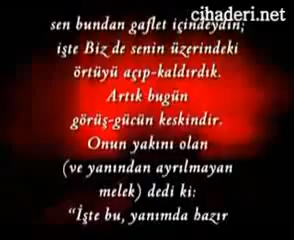 cihaderi.net
sen bundan gaflet içindeydin;
işte Biz de senin üzerindeki
örtüyü açıp-kaldırdık.
Artık bugün
görüş-gücün keskindir.
Onun yakını olan
(ve yanından ayrılmayan
melek) dedi ki:
“İşte bu, yanımda hazır